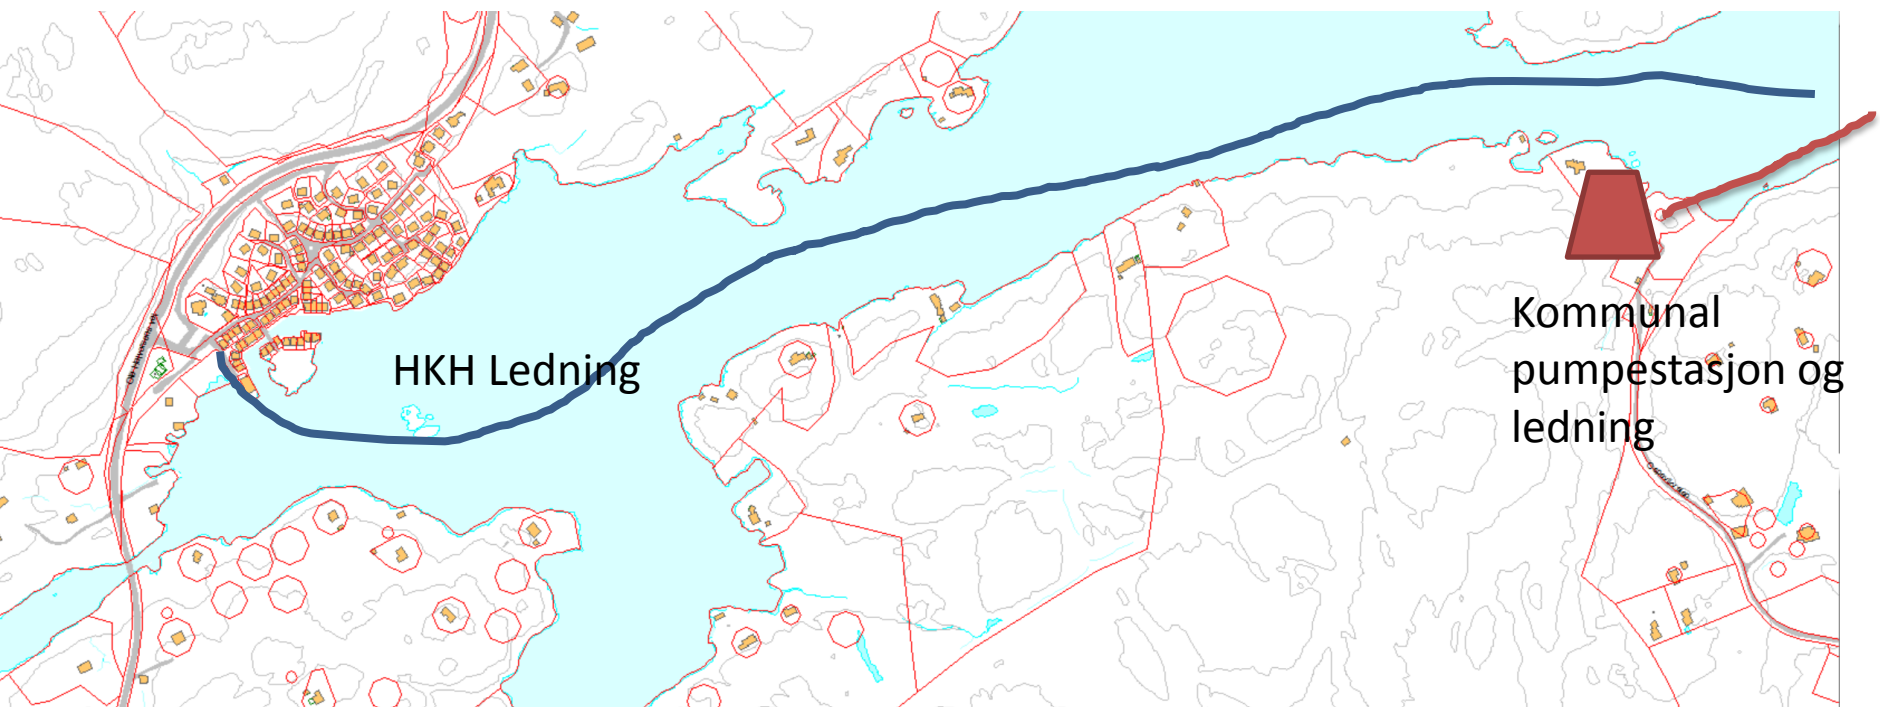 HKH Ledning
Kommunal
pumpestasjon og
ledning